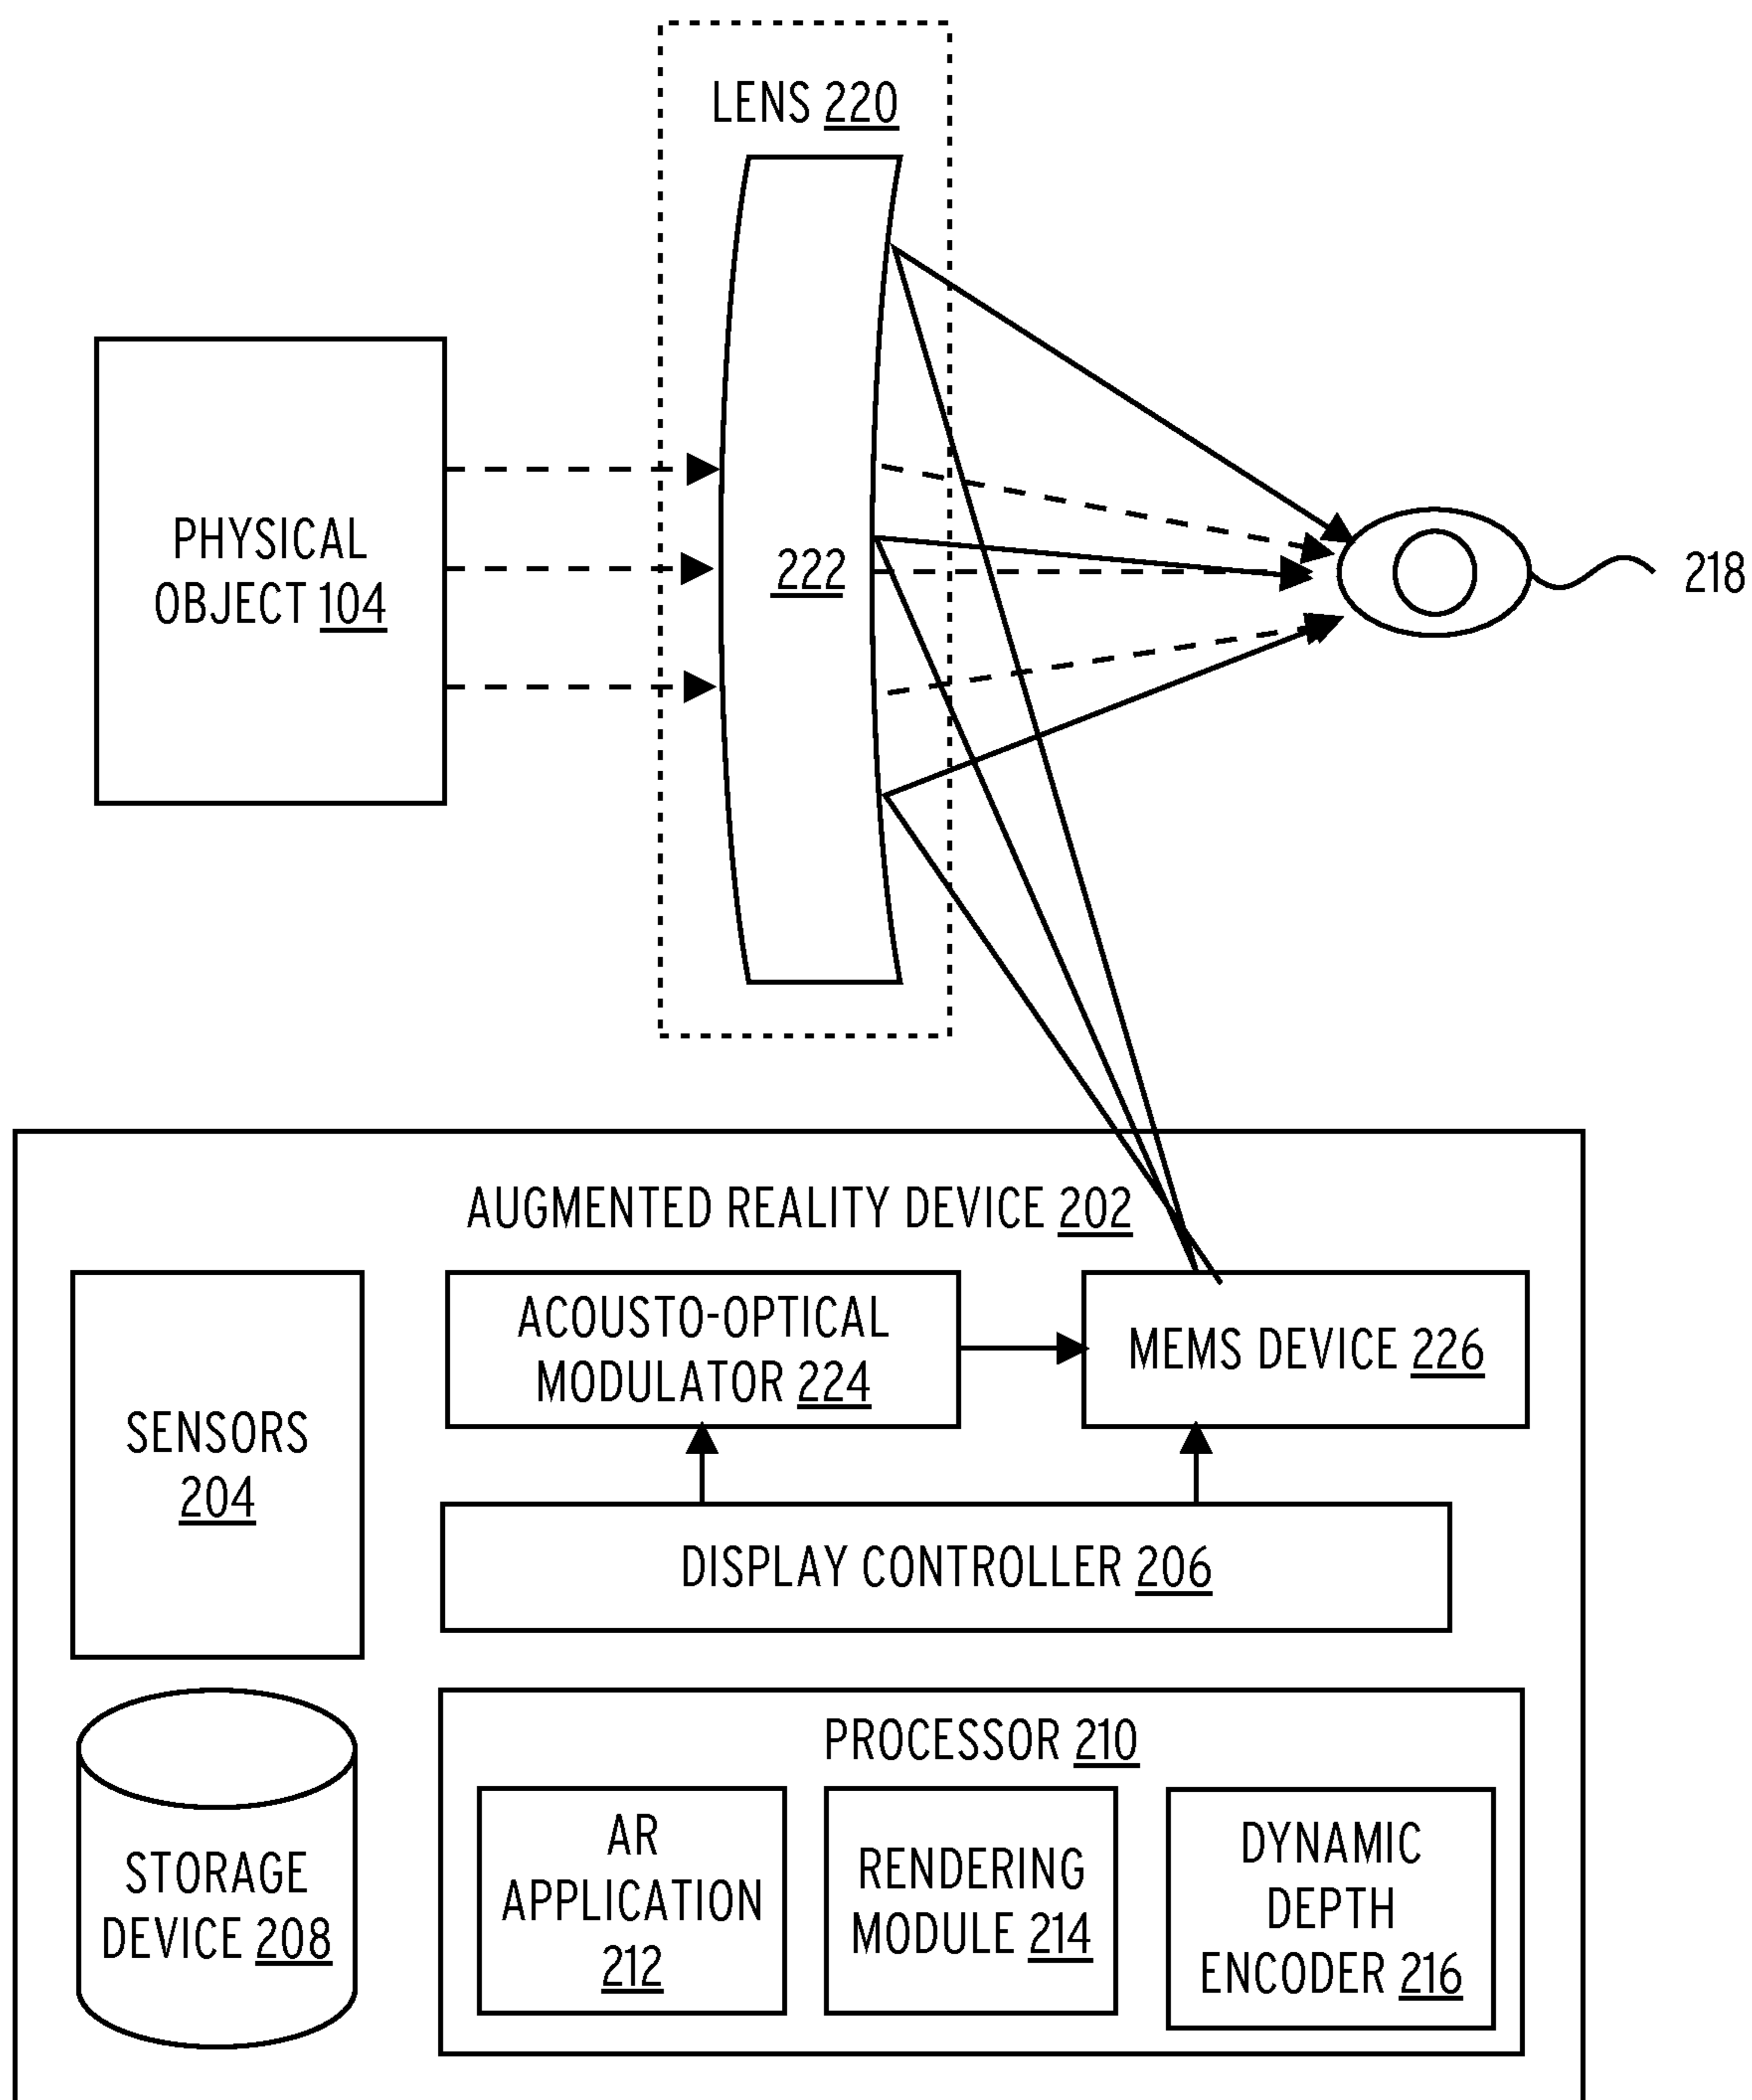 LENS 220
PHYSICAL
OBJECT 104
222
218
AUGMENTED REALITY DEVICE 202
ACOUSTO-OPTICAL
MODULATOR 224
MEMS DEVICE 226
SENSORS
204
DISPLAY CONTROLLER 206
PROCESSOR 210
STORAGE
DEVICE 208
AR
APPLICATION
212
RENDERING
MODULE 214
DYNAMIC
DEPTH
ENCODER 216